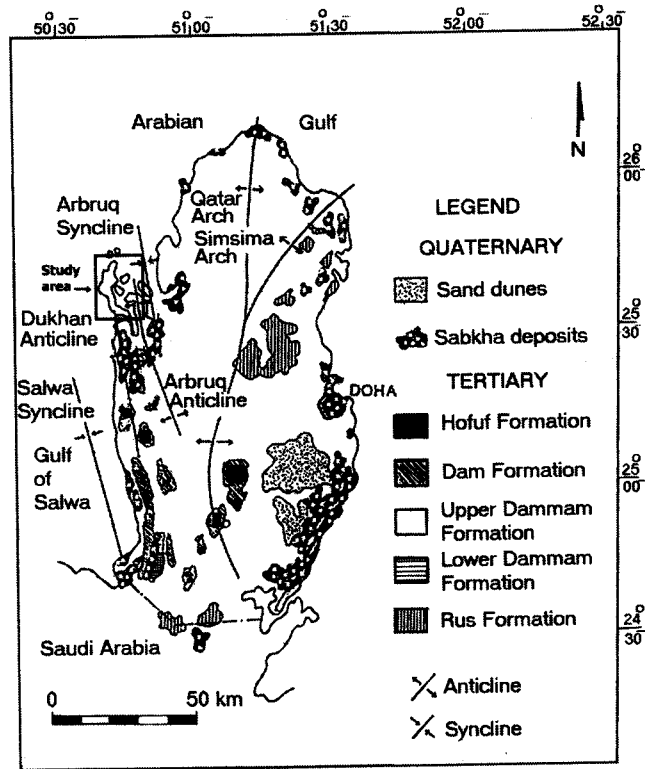 50°30' 51°00' 51°30' 52°00' 52°30'
Arabian Gulf
N
26°00'
Qatar
Arch
Arbruq
Syncline
Simsima
Arch
Study
area
Dukhan
Anticline
25°30'
Salwa
Syncline
Arbruq
Anticline
DOHA
Gulf
of
Salwa
25°00'
24°30'
Saudi Arabia
0 50 km
LEGEND
QUATERNARY
Sand dunes
Sabkha deposits
TERTIARY
Hofuf Formation
Dam Formation
Upper Dammam
Formation
Lower Dammam
Formation
Rus Formation
Anticline
Syncline